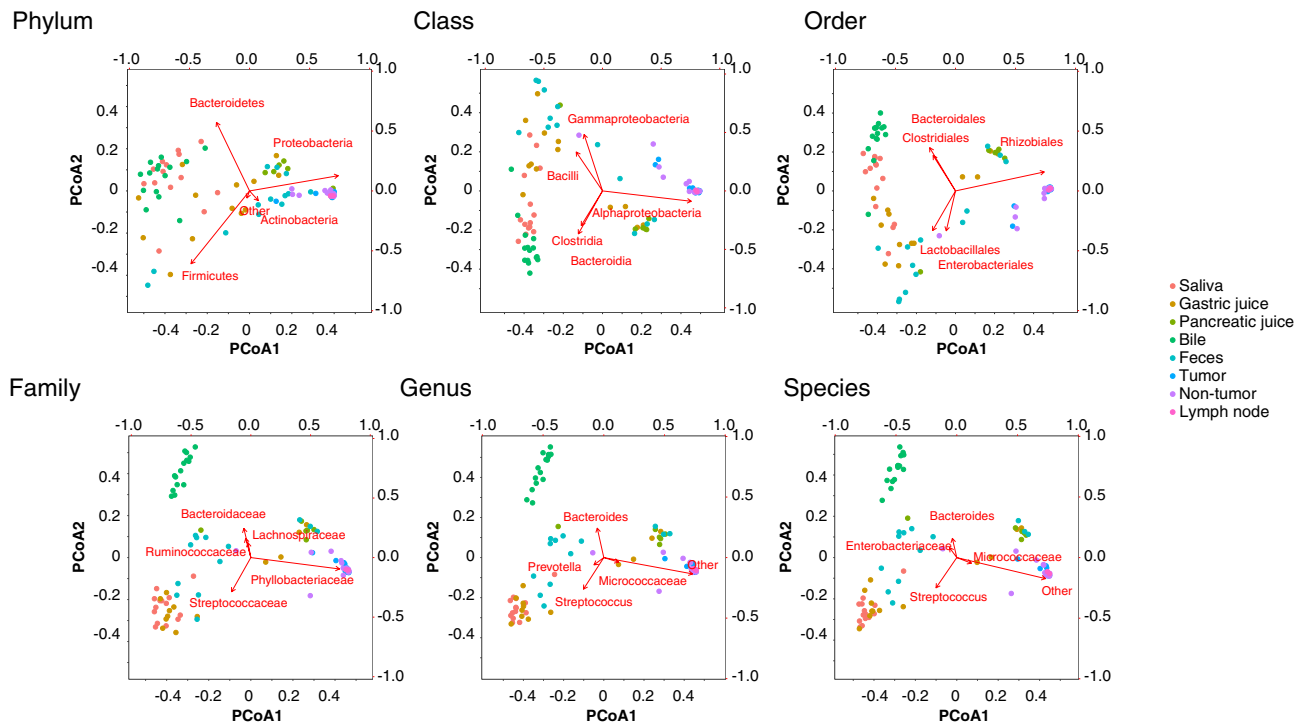 Phylum
Class
Order
-1.0 -0.5 0.0 0.5 1.0
-1.0 -0.5 0.0 0.5 1.0
-1.0 -0.5 0.0 0.5 1.0
PCoA2
0.4
0.2
0
-0.2
-0.4
1.0
0.5
0.0
-0.5
-1.0
Bacteroidetes
Proteobacteria
Other
Actinobacteria
Firmicutes
-0.4 -0.2 0 0.2 0.4
PCoA1
PCoA2
0.4
0.2
0
-0.2
-0.4
1.0
0.5
0.0
-0.5
-1.0
Gammaproteobacteria
Bacilli
Alphaproteobacteria
Clostridia
Bacteroidia
-0.4 -0.2 0 0.2 0.4
PCoA1
PCoA2
0.4
0.2
0
-0.2
-0.4
1.0
0.5
0.0
-0.5
-1.0
Bacteroidales
Clostridiales
Rhizobiales
Lactobacillales
Enterobacteriales
-0.4 -0.2 0 0.2 0.4
PCoA1
Saliva
Gastric juice
Pancreatic juice
Bile
Feces
Tumor
Non-tumor
Lymph node
Family
Genus
Species
-1.0 -0.5 0.0 0.5 1.0
-1.0 -0.5 0.0 0.5 1.0
-1.0 -0.5 0.0 0.5 1.0
PCoA2
0.4
0.2
0
-0.2
-0.4
1.0
0.5
0.0
-0.5
-1.0
Bacteroidaceae
Lachnospiraceae
Ruminococcaceae
Phyllobacteriaceae
Streptococcaceae
-0.4 -0.2 0 0.2 0.4
PCoA1
PCoA2
0.4
0.2
0
-0.2
-0.4
1.0
0.5
0.0
-0.5
-1.0
Bacteroides
Other
Prevotella
Micrococcaceae
Streptococcus
-0.4 -0.2 0 0.2 0.4
PCoA1
PCoA2
0.4
0.2
0
-0.2
-0.4
1.0
0.5
0.0
-0.5
-1.0
Bacteroides
Enterobacteriaceae
Micrococcaceae
Other
Streptococcus
-0.4 -0.2 0 0.2 0.4
PCoA1